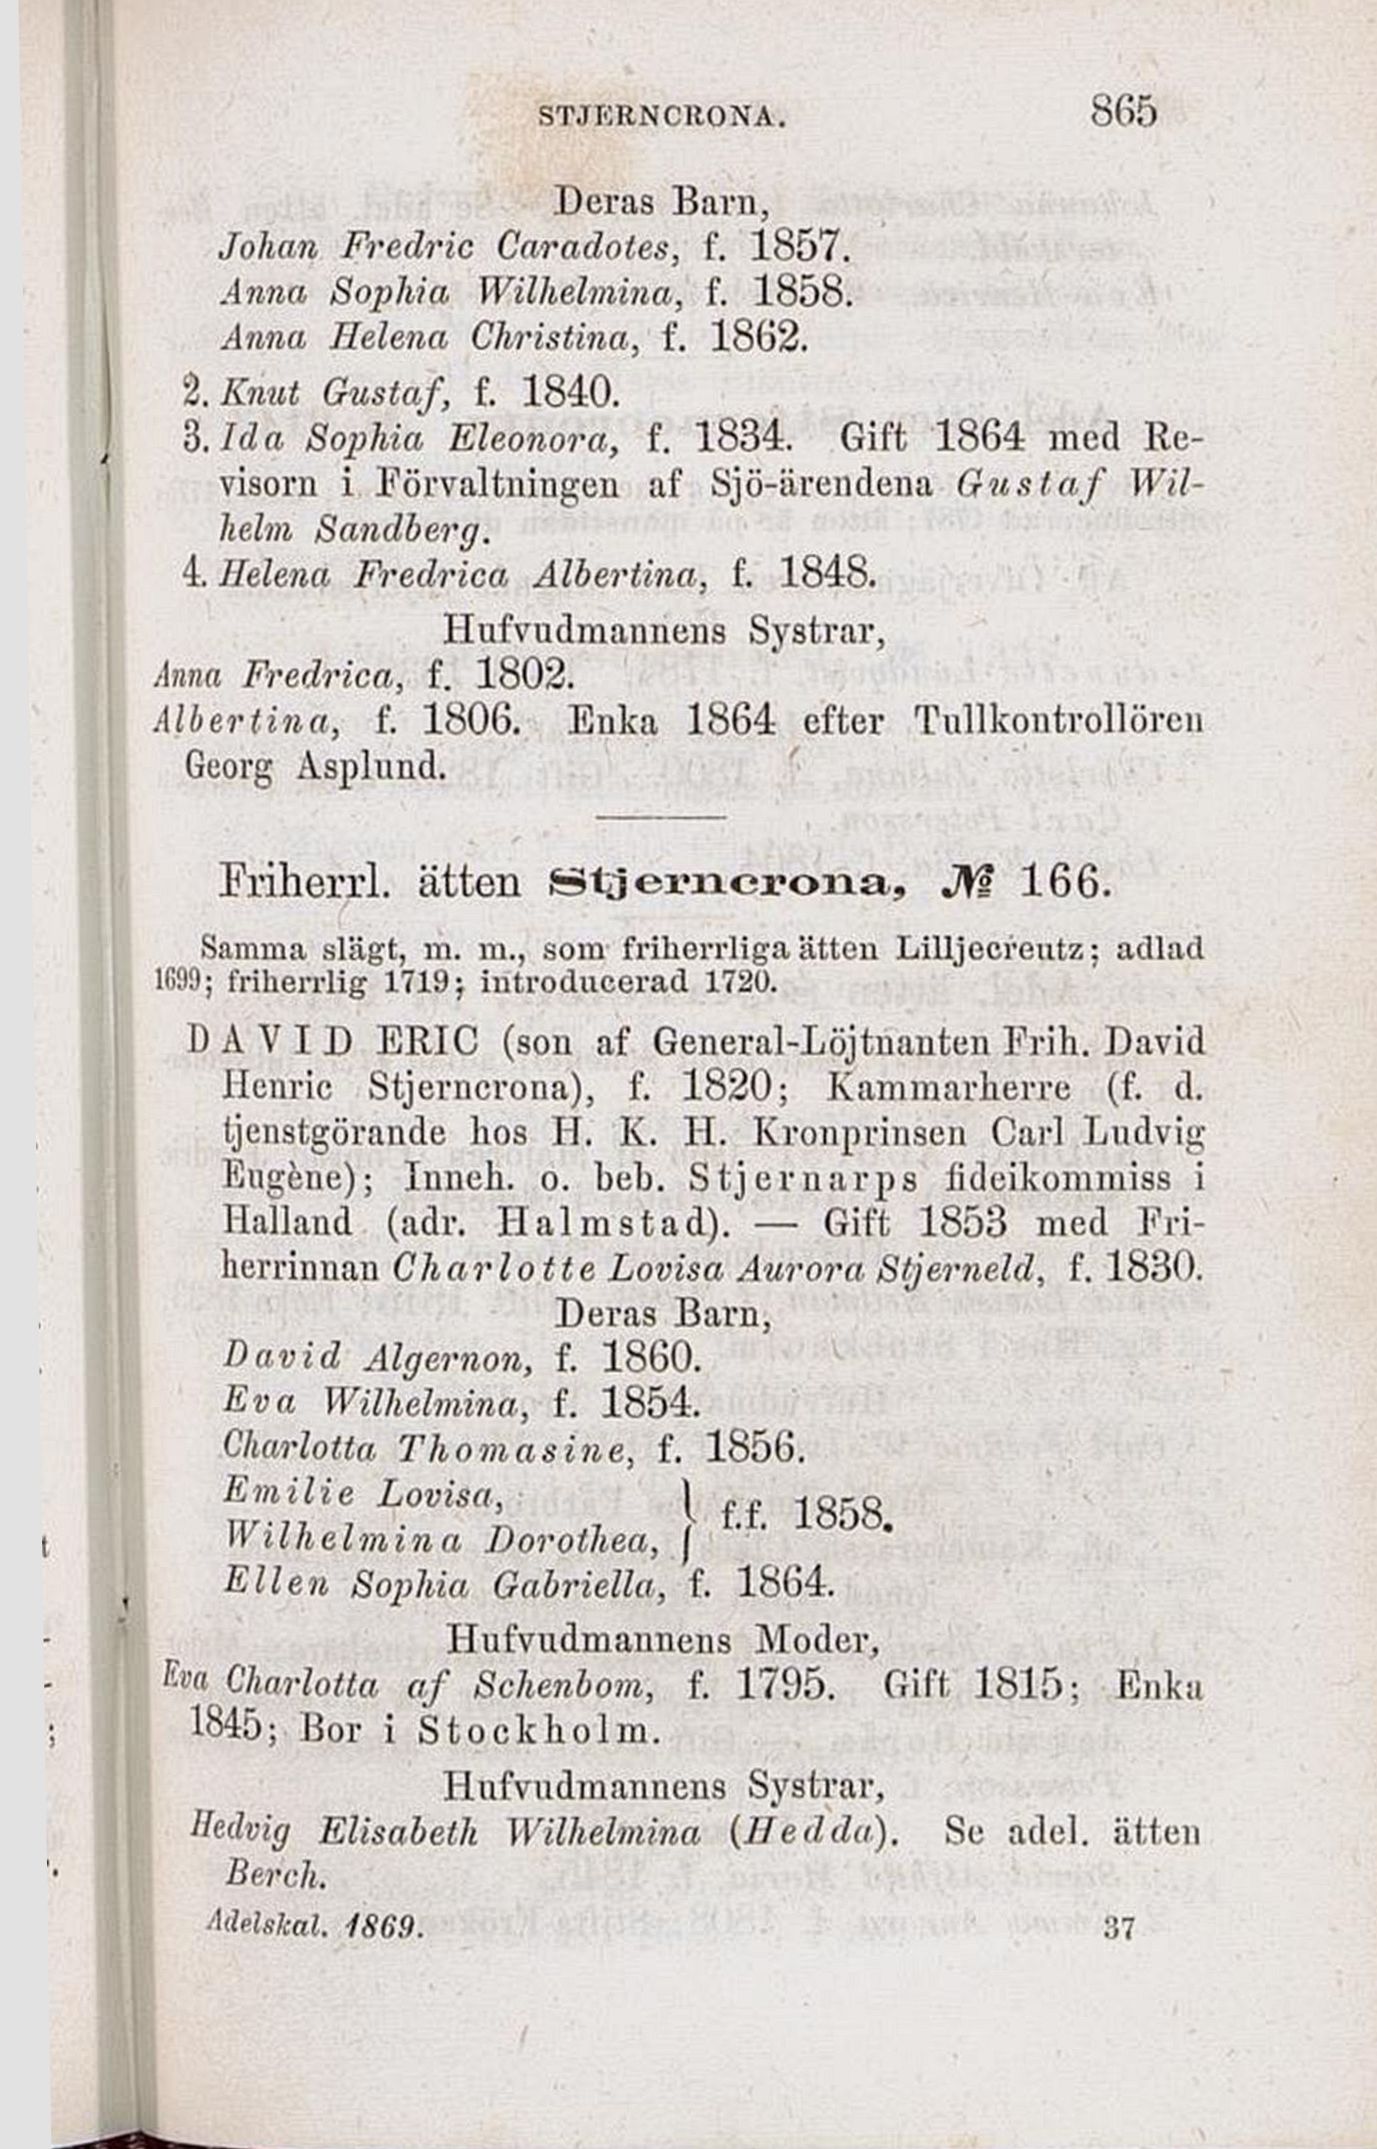 STJERNCRONA. 865
Deras Barn,
Johan Fredric Caradotes, f. 1857.
Anna Sophia Wilhelmina, f. 1858.
Anna Helena Christina, f. 1862.
2. Knut Gustaf, f. 1840.
3. Ida Sophia Eleonora, f. 1834. Gift 1864 med Re-
visorn i Förvaltningen af Sjö-ärendena Gustaf Wil-
helm Sandberg.
4. Helena Fredrica Albertina, f. 1848.
Hufvudmannens Systrar,
Anna Fredrica, f. 1802.
Albertina, f. 1806. Enka 1864 efter Tullkontrollören
Georg Asplund.
Friherrl. ätten Stjerncrona, № 166.
Samma slägt, m. m., som friherrliga ätten Lilljecreutz; adlad
1699; friherrlig 1719; introducerad 1720.
DAVID ERIC (son af General-Löjtnanten Frih. David
Henric Stjerncrona), f. 1820; Kammarherre (f. d.
tjenstgörande hos H. K. H. Kronprinsen Carl Ludvig
Eugène); Inneh. o. beb. Stjernarps fideikommiss i
Halland (adr. Halmstad). — Gift 1853 med Fri-
herrinnan Charlotte Lovisa Aurora Stjerneld, f. 1830.
Deras Barn,
David Algernon, f. 1860.
Eva Wilhelmina, f. 1854.
Charlotta Thomasine, f. 1856.
Emilie Lovisa,
Wilhelmina Dorothea, } f.f. 1858.
Ellen Sophia Gabriella, f. 1864.
Hufvudmannens Moder,
Eva Charlotta af Schenbom, f. 1795. Gift 1815; Enka
1845; Bor i Stockholm.
Hufvudmannens Systrar,
Hedvig Elisabeth Wilhelmina (Hedda). Se adel. ätten
Berch.
Adelskal. 1869. 37